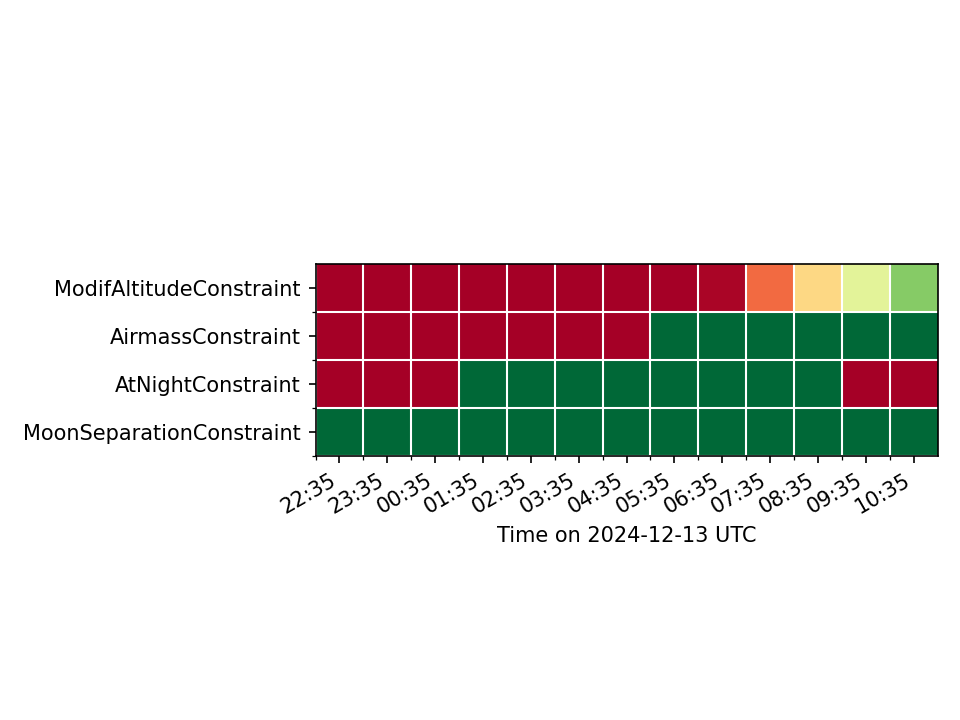 ModifAltitudeConstraint
AirmassConstraint
AtNightConstraint
MoonSeparationConstraint
22:35 23:35 00:35 01:35 02:35 03:35 04:35 05:35 06:35 07:35 08:35 09:35 10:35
Time on 2024-12-13 UTC